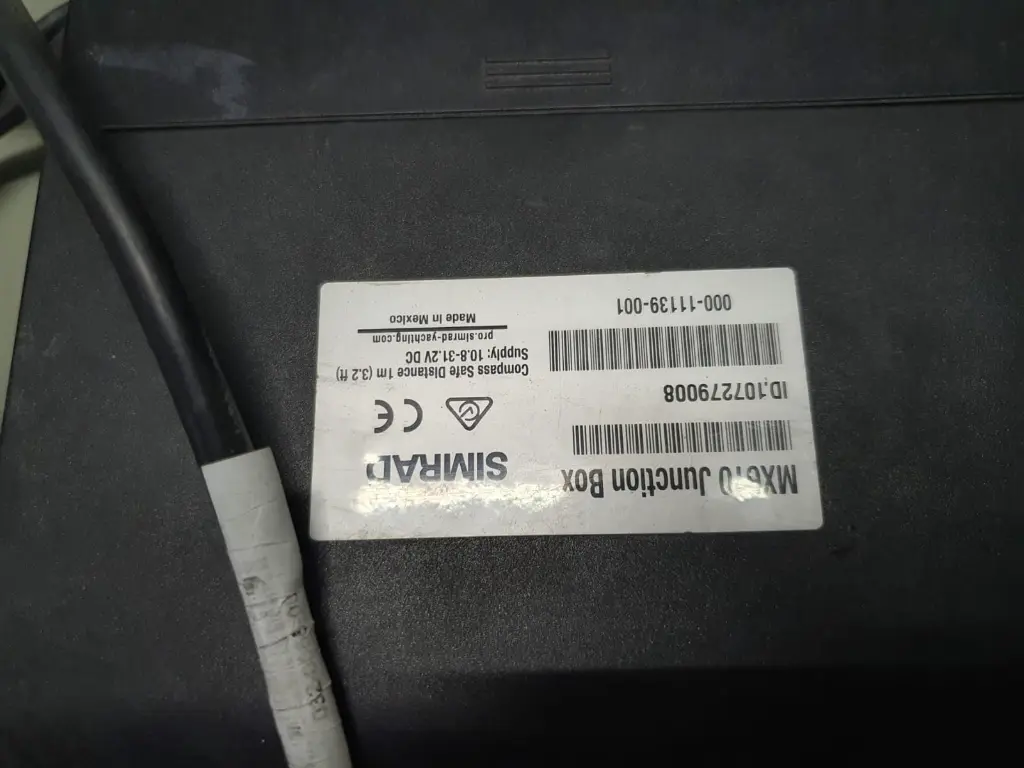 MX610 Junction Box
ID:107279008
000-11139-001
SIMRAD
CE
Compass Safe Distance 1m (3.2 ft)
Supply: 10.8-31.2V DC
pro.simrad-yachting.com
Made in Mexico